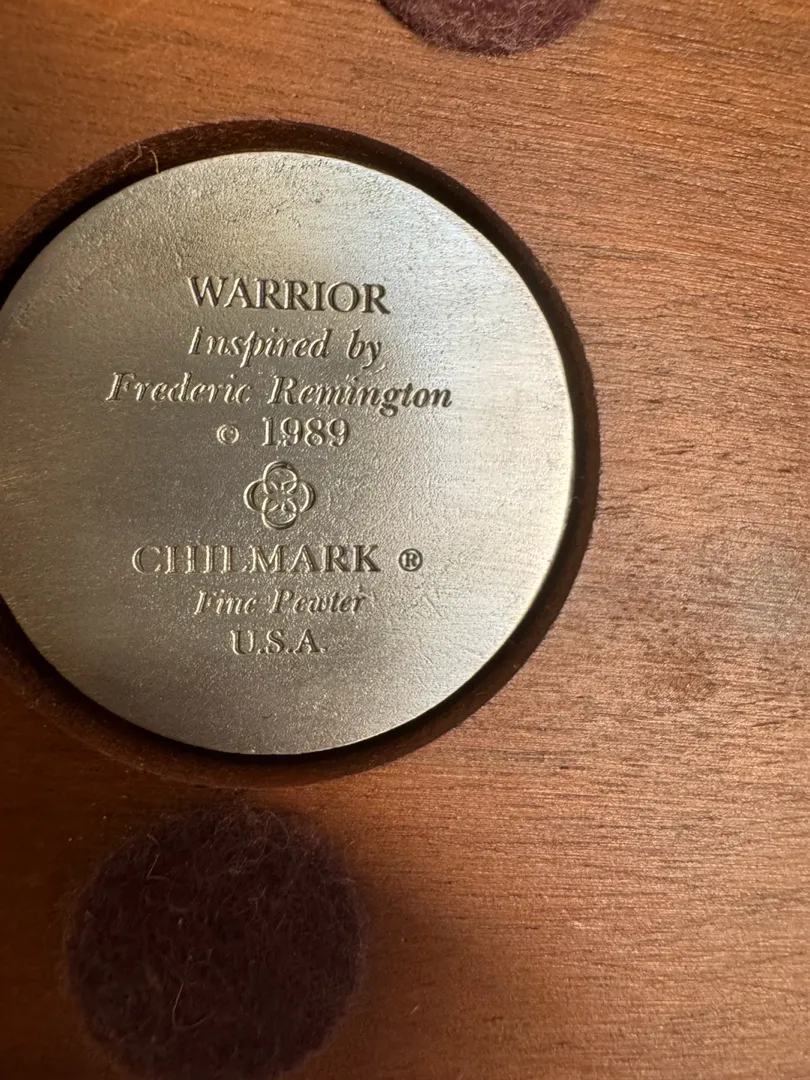 WARRIOR
Inspired by
Frederic Remington
© 1989
CHILMARK ®
Fine Pewter
U.S.A.